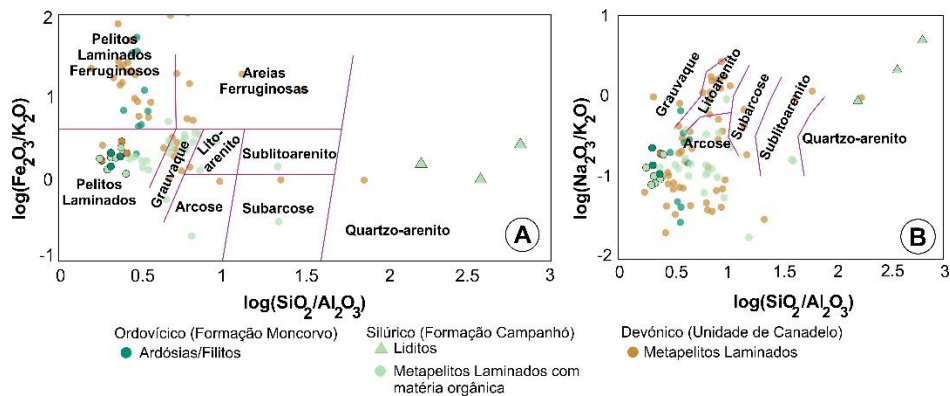 2
1
0
-1
log(Fe2O3/K2O)
Pelitos
Laminados
Ferruginosos
Areias
Ferruginosas
Grauvaque
Lito-
arenito
Sublitoarenito
Pelitos
Laminados
Arcose
Subarcose
Quartzo-arenito
A
0 0.5 1 1.5 2 2.5 3
log(SiO2/Al2O3)
1
0
-1
-2
log(Na2O3/K2O)
Grauvaque
Litoarenito
Subarcose
Sublitoarenito
Arcose
Quartzo-arenito
B
0 0.5 1 1.5 2 2.5 3
log(SiO2/Al2O3)
Ordovícico (Formação Moncorvo)
Ardósias/Filitos
Silúrico (Formação Campanhó)
Liditos
Metapelitos Laminados com
matéria orgânica
Devónico (Unidade de Canadelo)
Metapelitos Laminados